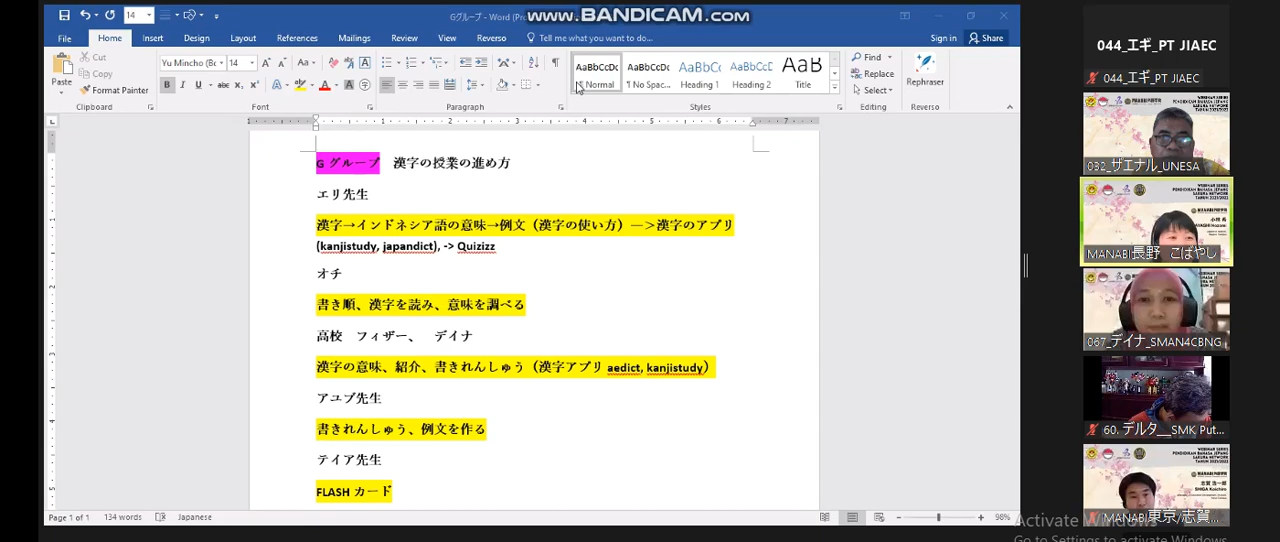 www.BANDICAM.com
14
Gグループ - Word (Pr
File Home Insert Design Layout References Mailings Review View Reverso Tell me what you want to do... Sign in Share
Cut
Copy
Format Painter
Clipboard
Yu Mincho (B 14
Font
Paragraph
AaBbCcDc AaBbCcDc AaBbCc AaBbCcD AaB
¶ Normal ¶ No Spac... Heading 1 Heading 2 Title
Styles
Find
Replace
Select
Editing
Rephraser
Reverso
1 1 2 3 4 5 6 7
G グループ 漢字の授業の進め方
エリ先生
漢字→インドネシア語の意味→例文（漢字の使い方）—＞漢字のアプリ
(kanjistudy, japandict), -> Quizizz
オチ
書き順、漢字を読み、意味を調べる
高校 フィザー、 デイナ
漢字の意味、紹介、書きれんしゅう（漢字アプリ aedict, kanjistudy）
アユブ先生
書きれんしゅう、例文を作る
テイア先生
FLASH カード
Page 1 of 1 134 words Japanese 98%
044_エギ_PT JIAEC
044_エギ_PT JIAEC
032_ザエナル_UNESA
MANABI長野 こばやし
067_デイナ_SMAN4CBNG
60. デルタ__SMK Put...
MANABI東京/志賀...
Activate Windows
Go to Settings to activate Windows.